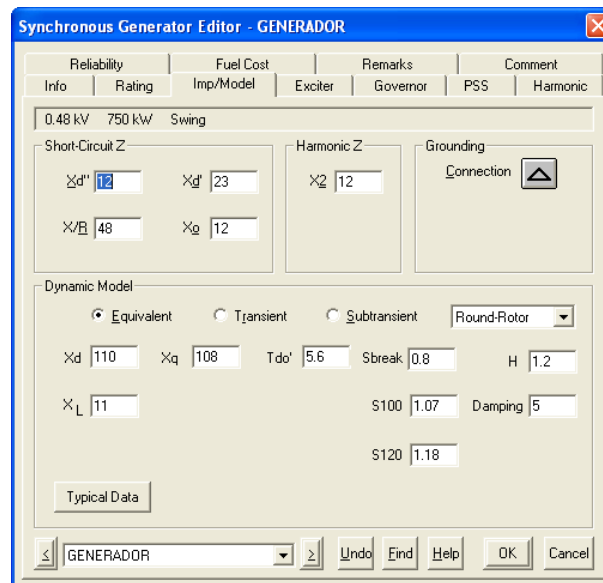 Synchronous Generator Editor - GENERADOR
Reliability Fuel Cost Remarks Comment
Info Rating Imp/Model Exciter Governor PSS Harmonic
0.48 kV 750 kW Swing
Short-Circuit Z Harmonic Z Grounding
Xd" 12 Xd' 23 X2 12 Connection
X/R 48 Xo 12
Dynamic Model
Equivalent Transient Subtransient Round-Rotor
Xd 110 Xq 108 Tdo' 5.6 Sbreak 0.8 H 1.2
XL 11 S100 1.07 Damping 5
S120 1.18
Typical Data
< GENERADOR > Undo Find Help OK Cancel